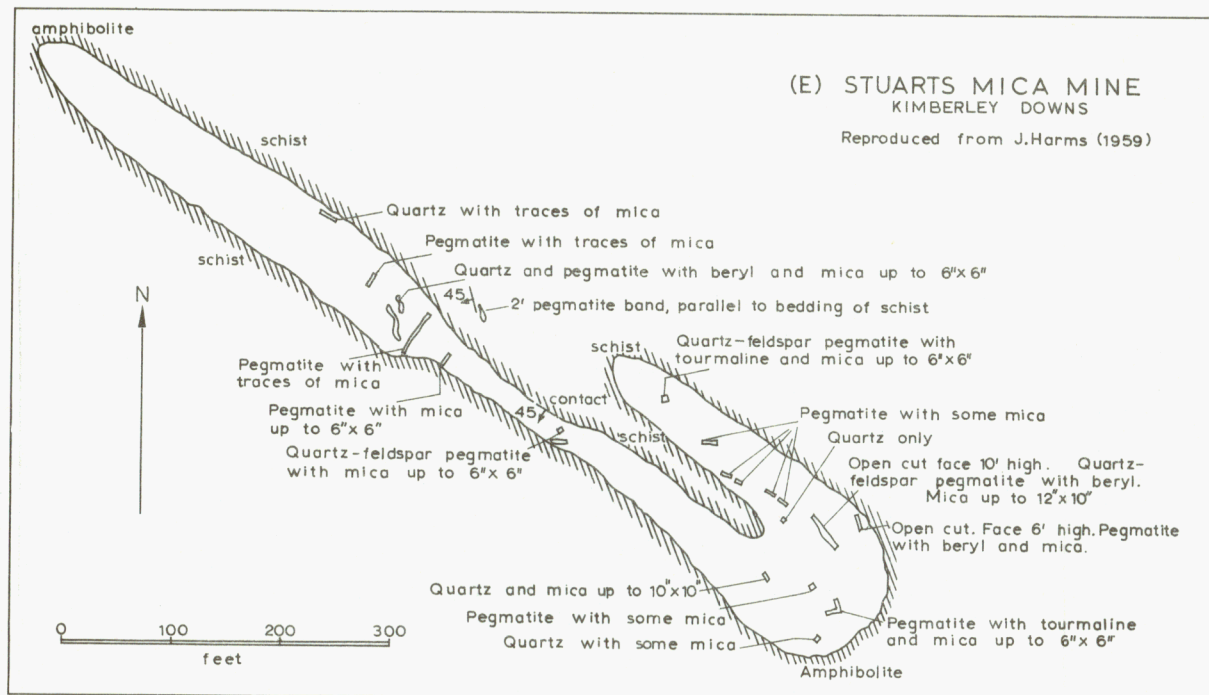 amphibolite
(E) STUARTS MICA MINE
KIMBERLEY DOWNS
Reproduced from J.Harms (1959)
schist
Quartz with traces of mica
Pegmatite with traces of mica
schist
Quartz and pegmatite with beryl and mica up to 6"x 6"
N
45
2' pegmatite band, parallel to bedding of schist
Quartz-feldspar pegmatite with
tourmaline and mica up to 6"x 6"
schist
Pegmatite with
traces of mica
Pegmatite with mica
up to 6"x 6"
45
contact
schist
Pegmatite with some mica
Quartz only
Quartz-feldspar pegmatite
with mica up to 6"x 6"
Open cut face 10' high. Quartz-
feldspar pegmatite with beryl.
Mica up to 12"x 10"
Open cut. Face 6' high. Pegmatite
with beryl and mica.
Quartz and mica up to 10"x 10"
Pegmatite with some mica
Quartz with some mica
Pegmatite with tourmaline
and mica up to 6"x 6"
Amphibolite
0 100 200 300
feet